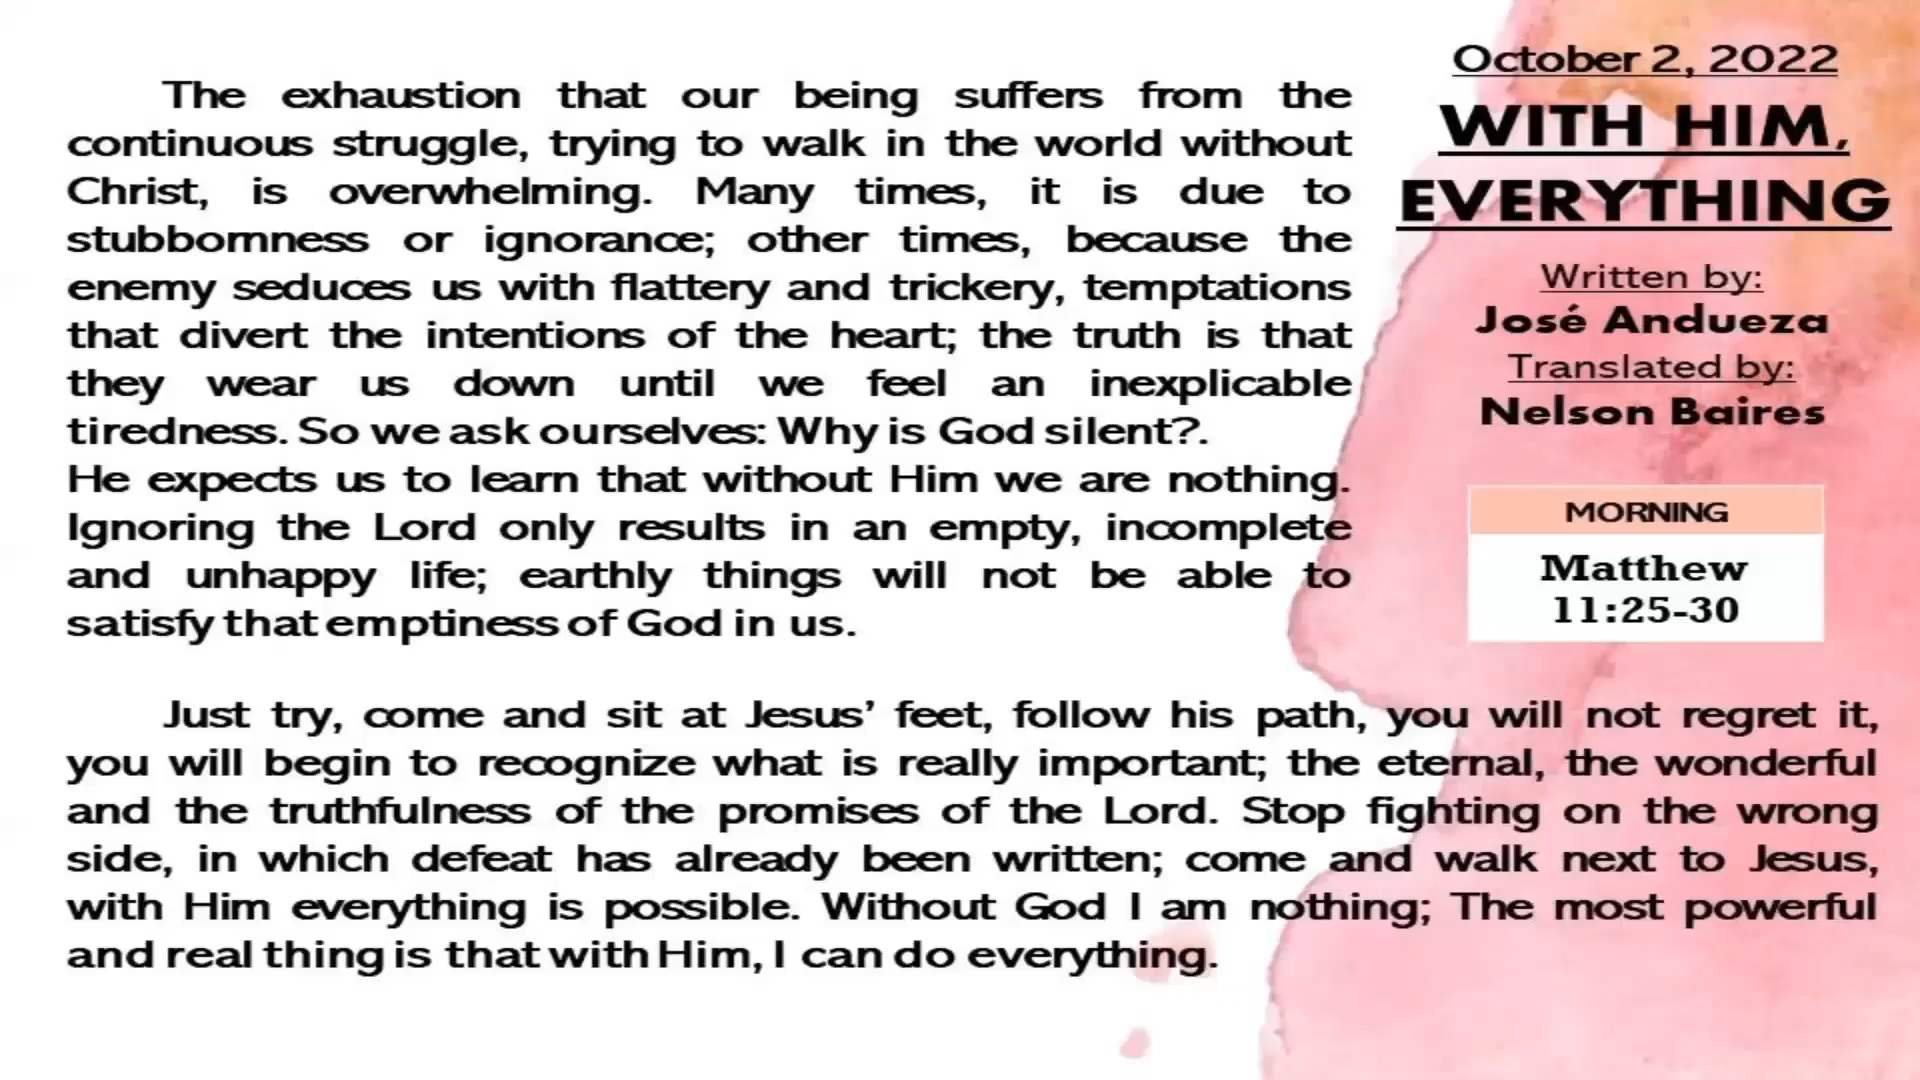 October 2, 2022
WITH HIM,
EVERYTHING
Written by:
José Andueza
Translated by:
Nelson Baires
MORNING
Matthew
11:25-30
The exhaustion that our being suffers from the
continuous struggle, trying to walk in the world without
Christ, is overwhelming. Many times, it is due to
stubbornness or ignorance; other times, because the
enemy seduces us with flattery and trickery, temptations
that divert the intentions of the heart; the truth is that
they wear us down until we feel an inexplicable
tiredness. So we ask ourselves: Why is God silent?.
He expects us to learn that without Him we are nothing.
Ignoring the Lord only results in an empty, incomplete
and unhappy life; earthly things will not be able to
satisfy that emptiness of God in us.
Just try, come and sit at Jesus’ feet, follow his path, you will not regret it,
you will begin to recognize what is really important; the eternal, the wonderful
and the truthfulness of the promises of the Lord. Stop fighting on the wrong
side, in which defeat has already been written; come and walk next to Jesus,
with Him everything is possible. Without God I am nothing; The most powerful
and real thing is that with Him, I can do everything.